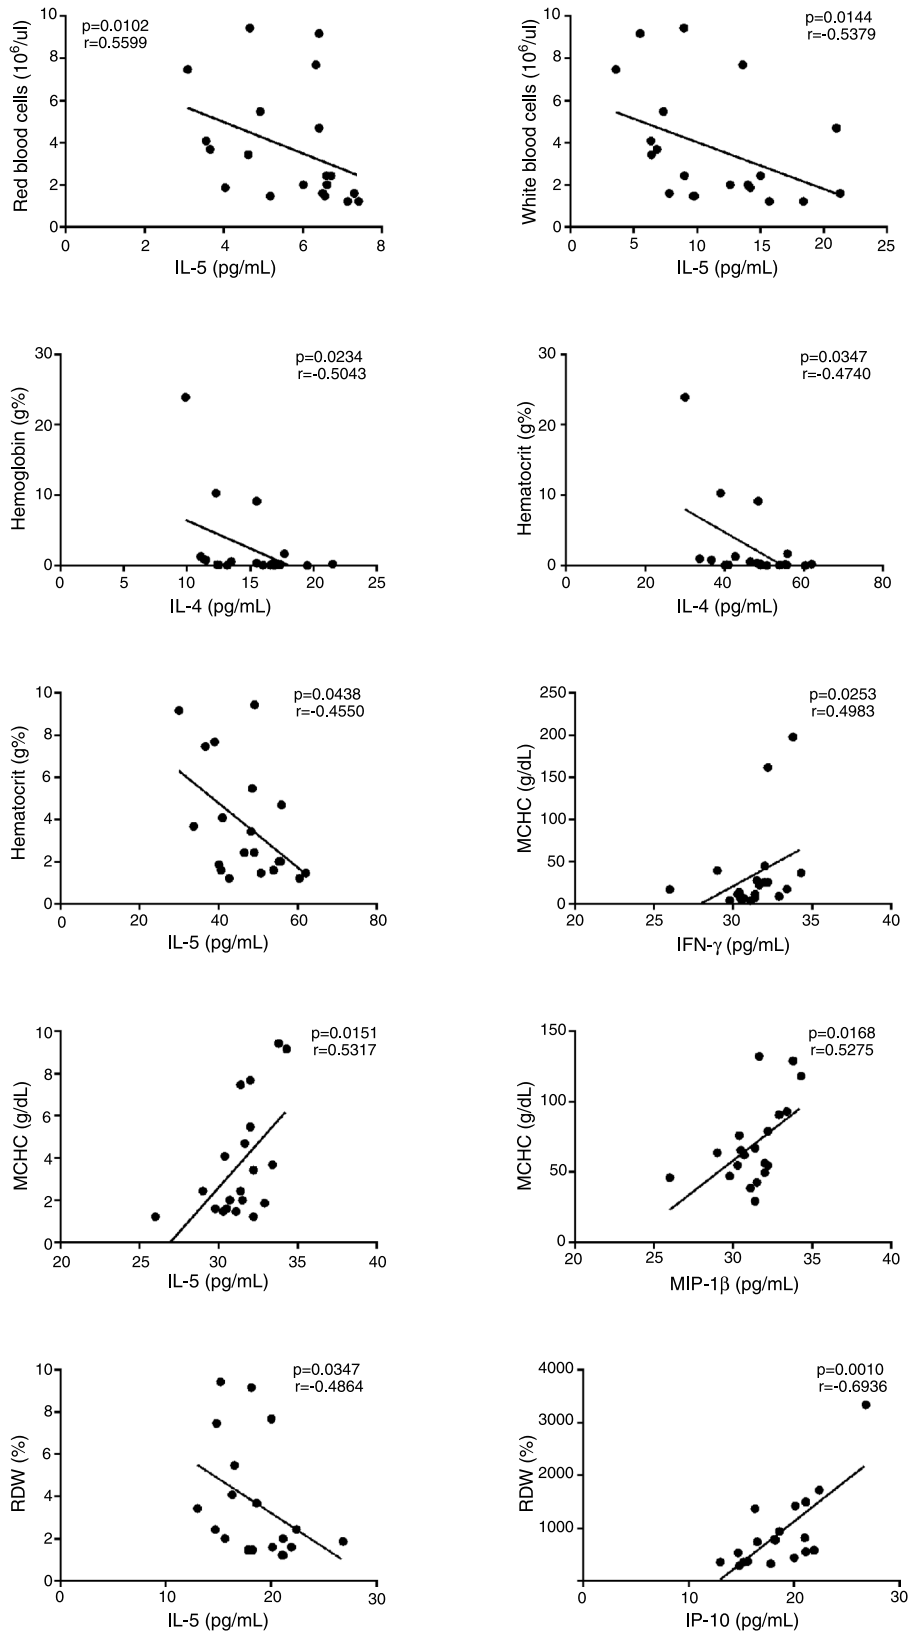 p=0.0102
r=0.5599
Red blood cells (10⁶/ul)
10
8
6
4
2
0
0 2 4 6 8
IL-5 (pg/mL)
p=0.0144
r=-0.5379
White blood cells (10⁶/ul)
10
8
6
4
2
0
0 5 10 15 20 25
IL-5 (pg/mL)
p=0.0234
r=-0.5043
Hemoglobin (g%)
30
20
10
0
0 5 10 15 20 25
IL-4 (pg/mL)
p=0.0347
r=-0.4740
Hematocrit (g%)
30
20
10
0
0 20 40 60 80
IL-4 (pg/mL)
p=0.0438
r=-0.4550
Hematocrit (g%)
10
8
6
4
2
0
0 20 40 60 80
IL-5 (pg/mL)
p=0.0253
r=0.4983
MCHC (g/dL)
250
200
150
100
50
0
20 25 30 35 40
IFN-γ (pg/mL)
p=0.0151
r=0.5317
MCHC (g/dL)
10
8
6
4
2
0
20 25 30 35 40
IL-5 (pg/mL)
p=0.0168
r=0.5275
MCHC (g/dL)
150
100
50
0
20 25 30 35 40
MIP-1β (pg/mL)
p=0.0347
r=-0.4864
RDW (%)
10
8
6
4
2
0
0 10 20 30
IL-5 (pg/mL)
p=0.0010
r=-0.6936
RDW (%)
4000
3000
2000
1000
0 10 20 30
IP-10 (pg/mL)